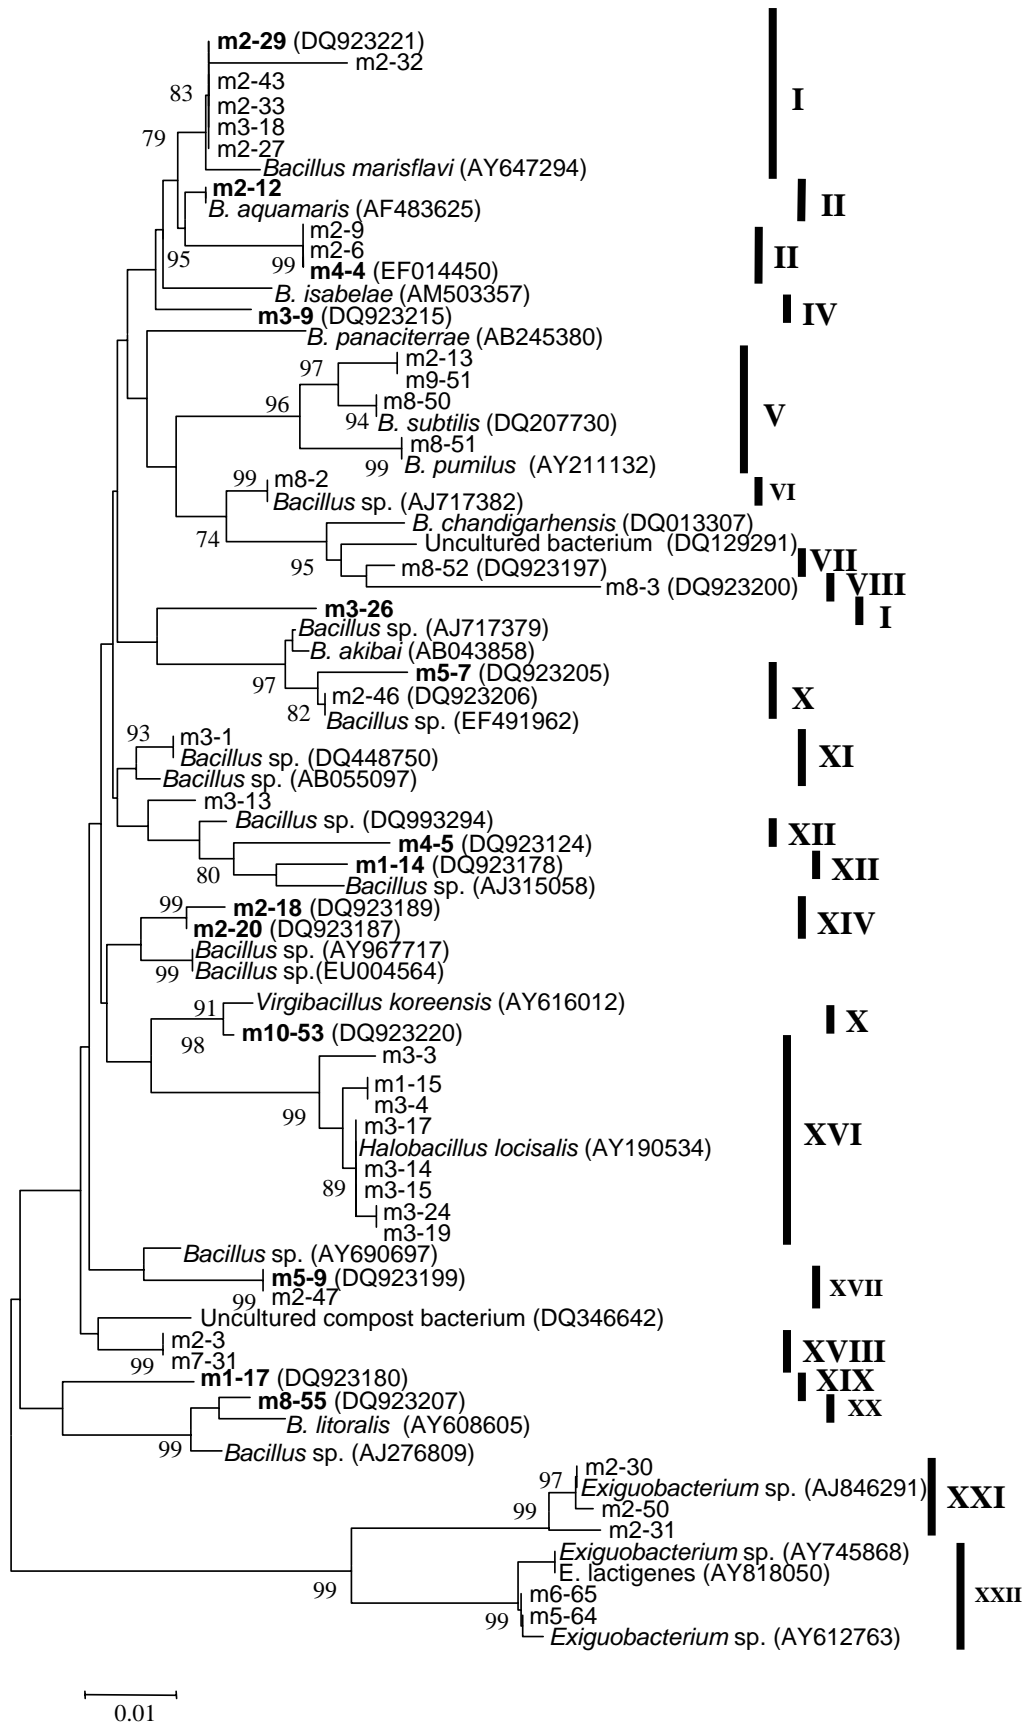 m2-29 (DQ923221)
m2-32
m2-43
83
I
m2-33
m3-18
79
m2-27
Bacillus marisflavi (AY647294)
m2-12
II
B. aquamaris (AF483625)
m2-9
95
m2-6
II
99
m4-4 (EF014450)
B. isabelae (AM503357)
m3-9 (DQ923215)
IV
B. panaciterrae (AB245380)
97
m2-13
m9-51
96
m8-50
V
94
B. subtilis (DQ207730)
m8-51
99
B. pumilus (AY211132)
99
m8-2
VI
Bacillus sp. (AJ717382)
B. chandigarhensis (DQ013307)
74
Uncultured bacterium (DQ129291)
VII
95
m8-52 (DQ923197)
m8-3 (DQ923200)
VIII
m3-26
I
Bacillus sp. (AJ717379)
B. akibai (AB043858)
97
m5-7 (DQ923205)
m2-46 (DQ923206)
X
82
Bacillus sp. (EF491962)
93
m3-1
Bacillus sp. (DQ448750)
XI
Bacillus sp. (AB055097)
m3-13
Bacillus sp. (DQ993294)
XII
m4-5 (DQ923124)
m1-14 (DQ923178)
XII
80
Bacillus sp. (AJ315058)
99
m2-18 (DQ923189)
XIV
m2-20 (DQ923187)
Bacillus sp. (AY967717)
99
Bacillus sp.(EU004564)
91
Virgibacillus koreensis (AY616012)
X
m10-53 (DQ923220)
98
m3-3
m1-15
m3-4
99
m3-17
XVI
Halobacillus locisalis (AY190534)
m3-14
89
m3-15
m3-24
m3-19
Bacillus sp. (AY690697)
m5-9 (DQ923199)
XVII
99
m2-47
Uncultured compost bacterium (DQ346642)
m2-3
XVIII
99
m7-31
m1-17 (DQ923180)
XIX
m8-55 (DQ923207)
XX
B. litoralis (AY608605)
99
Bacillus sp. (AJ276809)
m2-30
97
Exiguobacterium sp. (AJ846291)
XXI
99
m2-50
m2-31
Exiguobacterium sp. (AY745868)
E. lactigenes (AY818050)
99
m6-65
XXII
m5-64
99
Exiguobacterium sp. (AY612763)
0.01